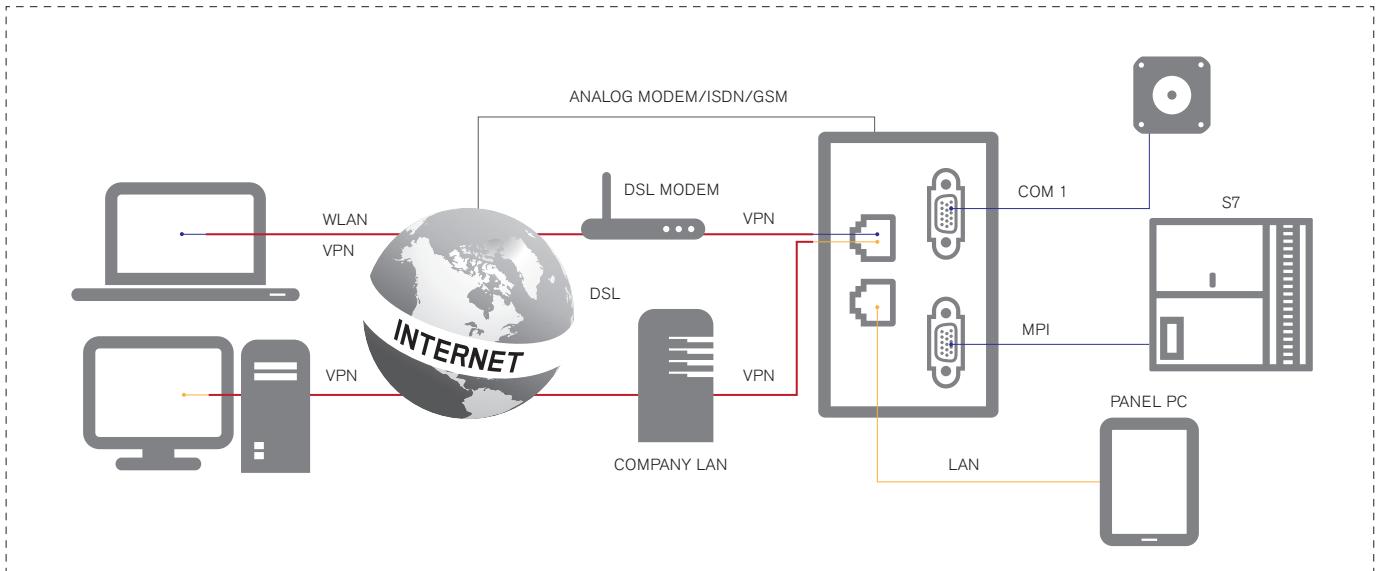 ANALOG MODEM/ISDN/GSM
DSL MODEM
COM 1
S7
WLAN
VPN
VPN
DSL
INTERNET
MPI
VPN
VPN
PANEL PC
COMPANY LAN
LAN